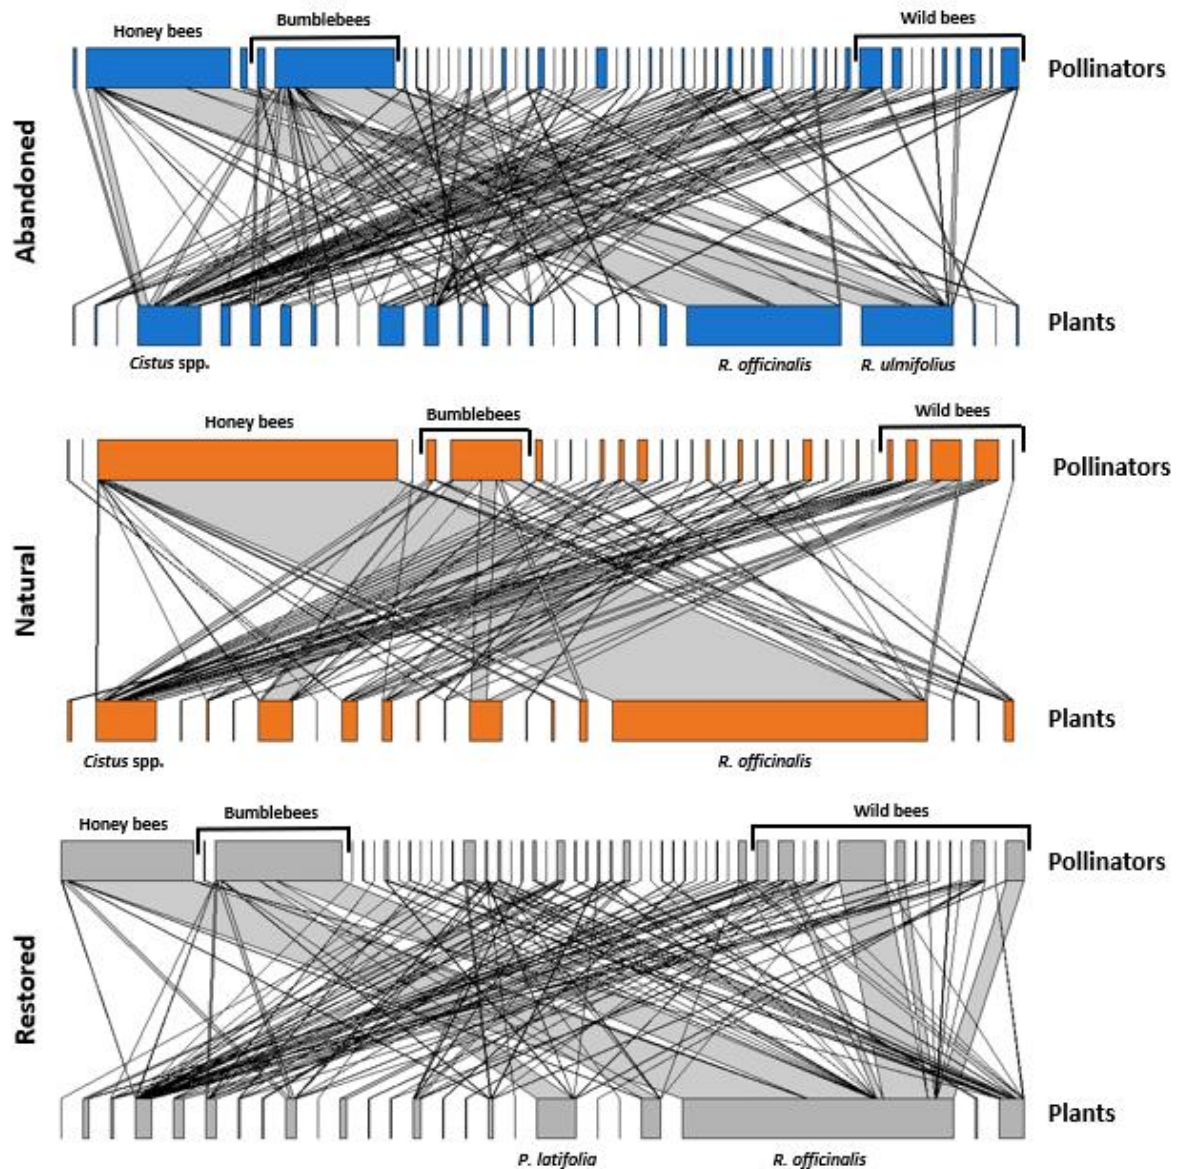 Honey bees
Bumblebees
Wild bees
Pollinators
Abandoned
Plants
Cistus spp.
R. officinalis
R. ulmifolius
Honey bees
Bumblebees
Wild bees
Pollinators
Natural
Plants
Cistus spp.
R. officinalis
Honey bees
Bumblebees
Wild bees
Pollinators
Restored
Plants
P. latifolia
R. officinalis